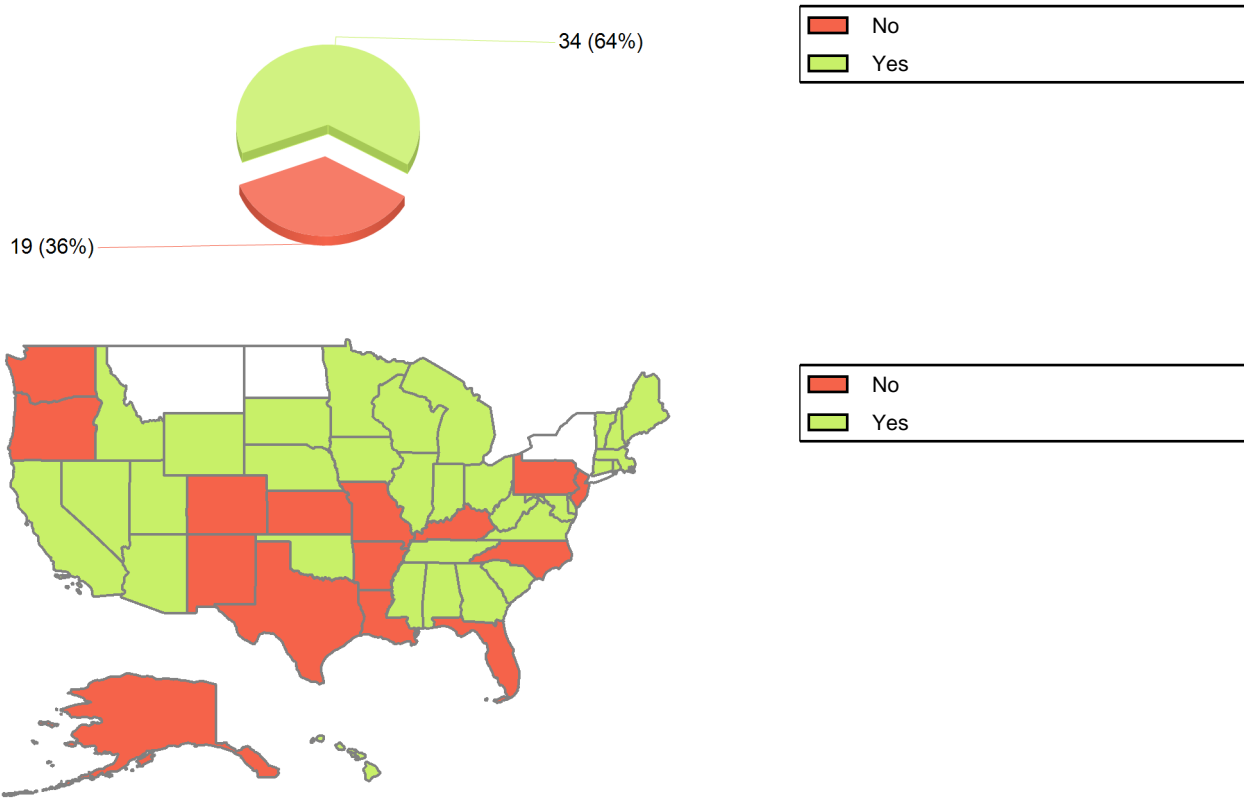 34 (64%)
19 (36%)
No
Yes
No
Yes